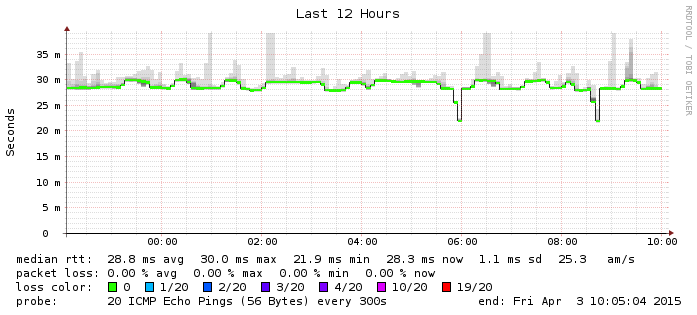 Last 12 Hours
RRDTOOL / TOBI OETIKER
Seconds
35 m
30 m
25 m
20 m
15 m
10 m
5 m
0
00:00 02:00 04:00 06:00 08:00 10:00
median rtt: 28.8 ms avg 30.0 ms max 21.9 ms min 28.3 ms now 1.1 ms sd 25.3 am/s
packet loss: 0.00 % avg 0.00 % max 0.00 % min 0.00 % now
loss color: 0 1/20 2/20 3/20 4/20 10/20 19/20
probe: 20 ICMP Echo Pings (56 Bytes) every 300s end: Fri Apr 3 10:05:04 2015